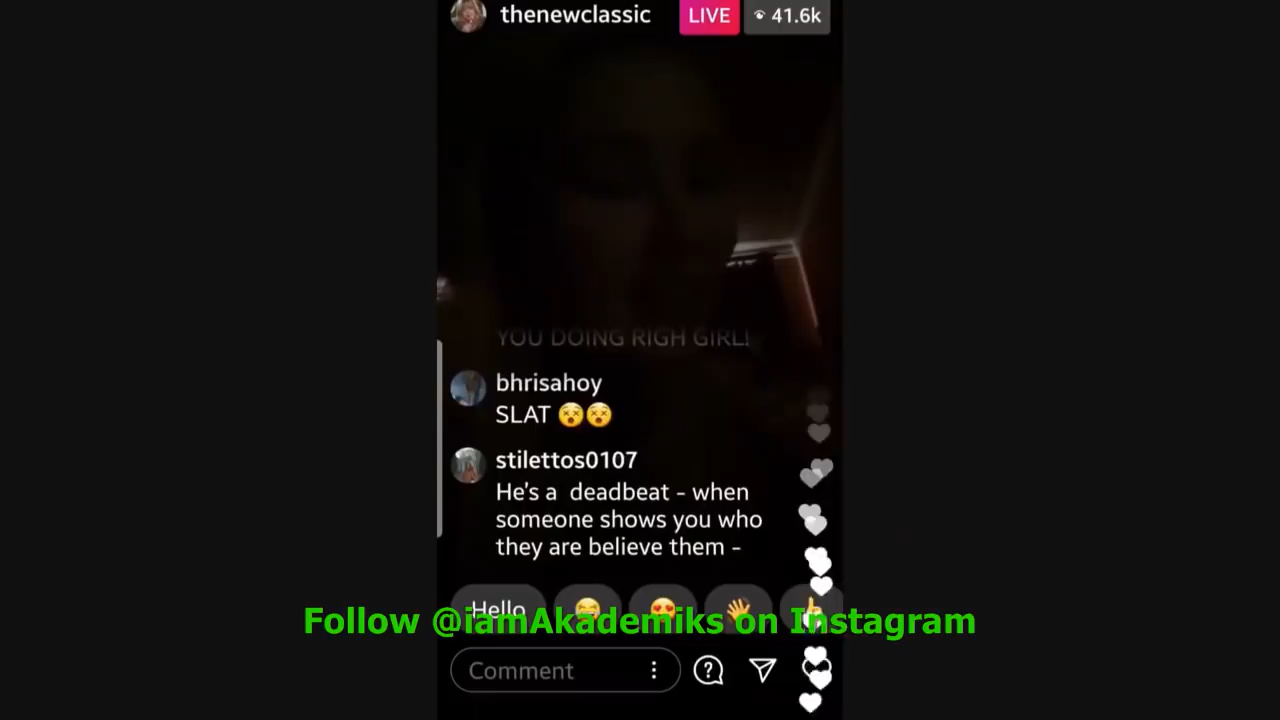 thenewclassic LIVE 41.6k
YOU DOING RIGH GIRL!
bhrisahoy
SLAT 😵😵
stilettos0107
He's a deadbeat - when
someone shows you who
they are believe them -
Hello 😂 😍 👋 👍
Follow @iamAkademiks on Instagram
Comment